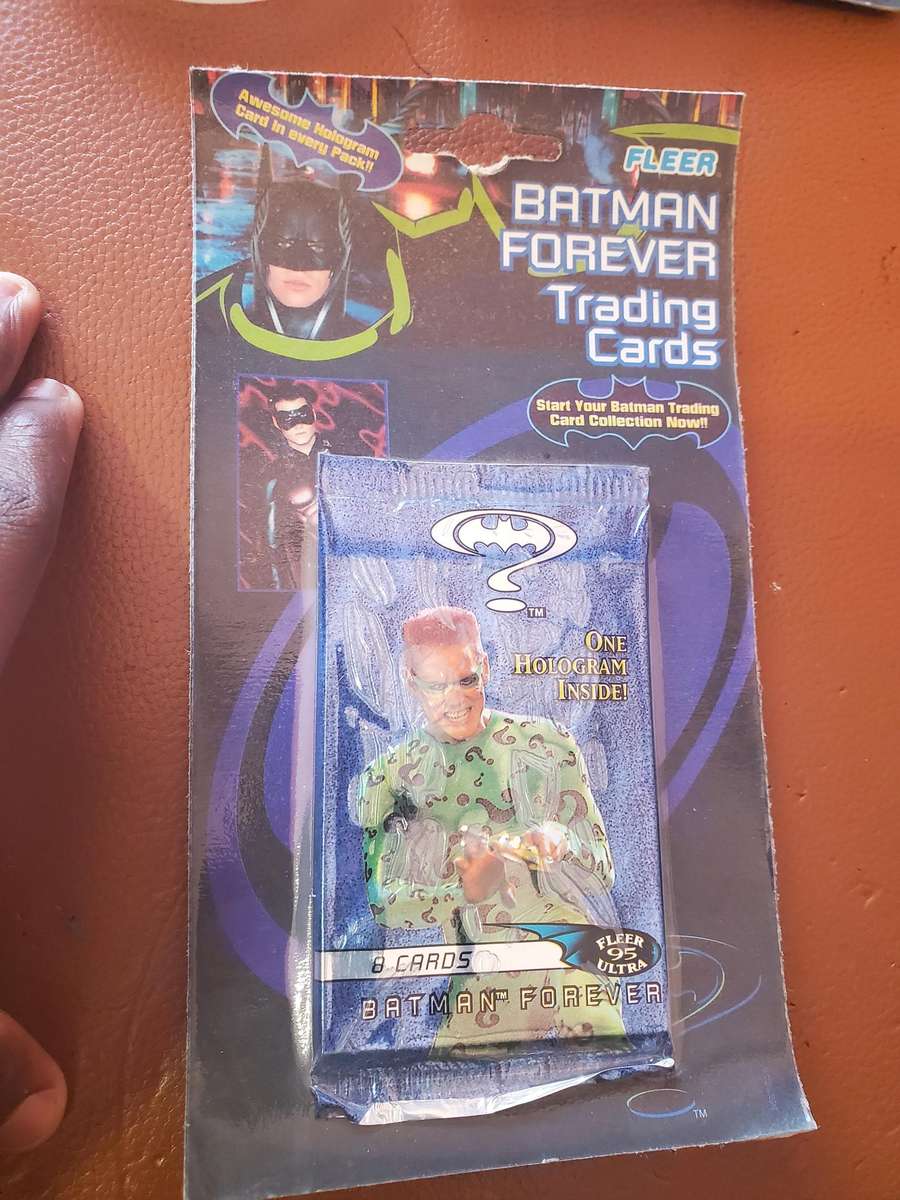 Awesome Hologram
Card in every Pack!!
FLEER
BATMAN
FOREVER
Trading
Cards
Start Your Batman Trading
Card Collection Now!!
TM
ONE
HOLOGRAM
INSIDE!
8 CARDS
FLEER
95
ULTRA
BATMAN™ FOREVER
TM